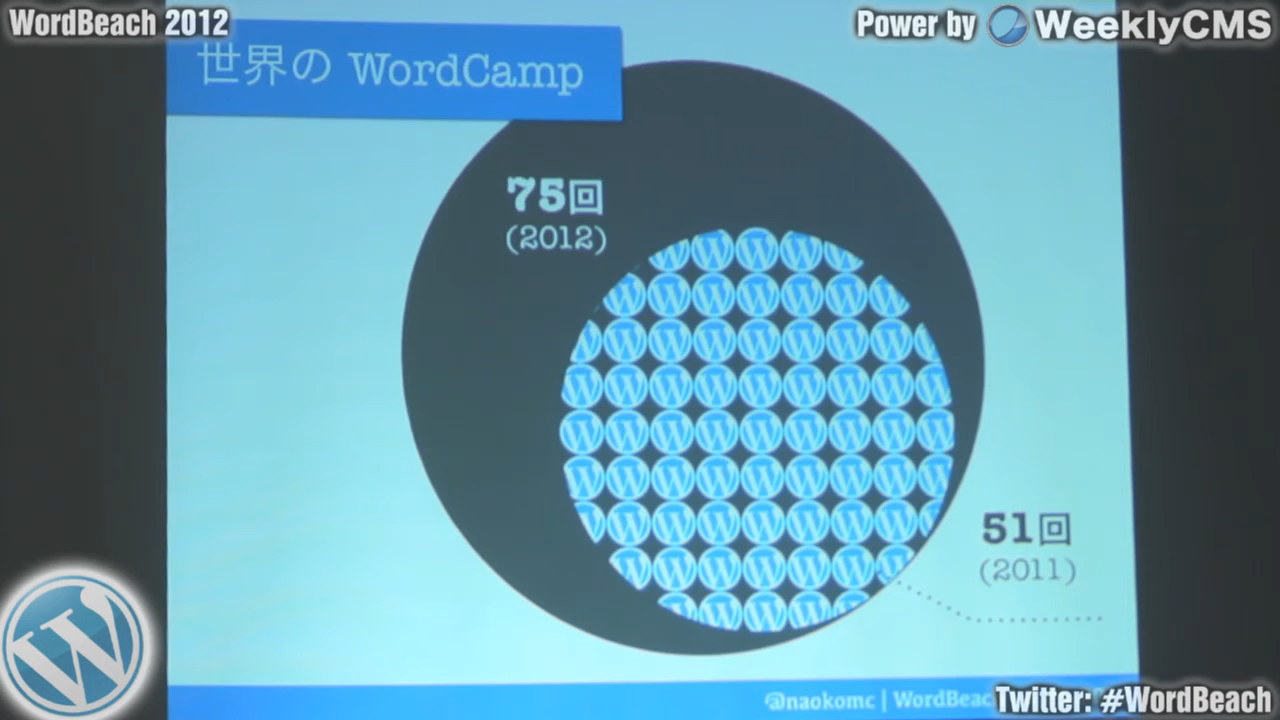 WordBeach 2012
Power by WeeklyCMS
世界の WordCamp
75回
(2012)
51回
(2011)
@naokomc | WordBeac
Twitter: #WordBeach